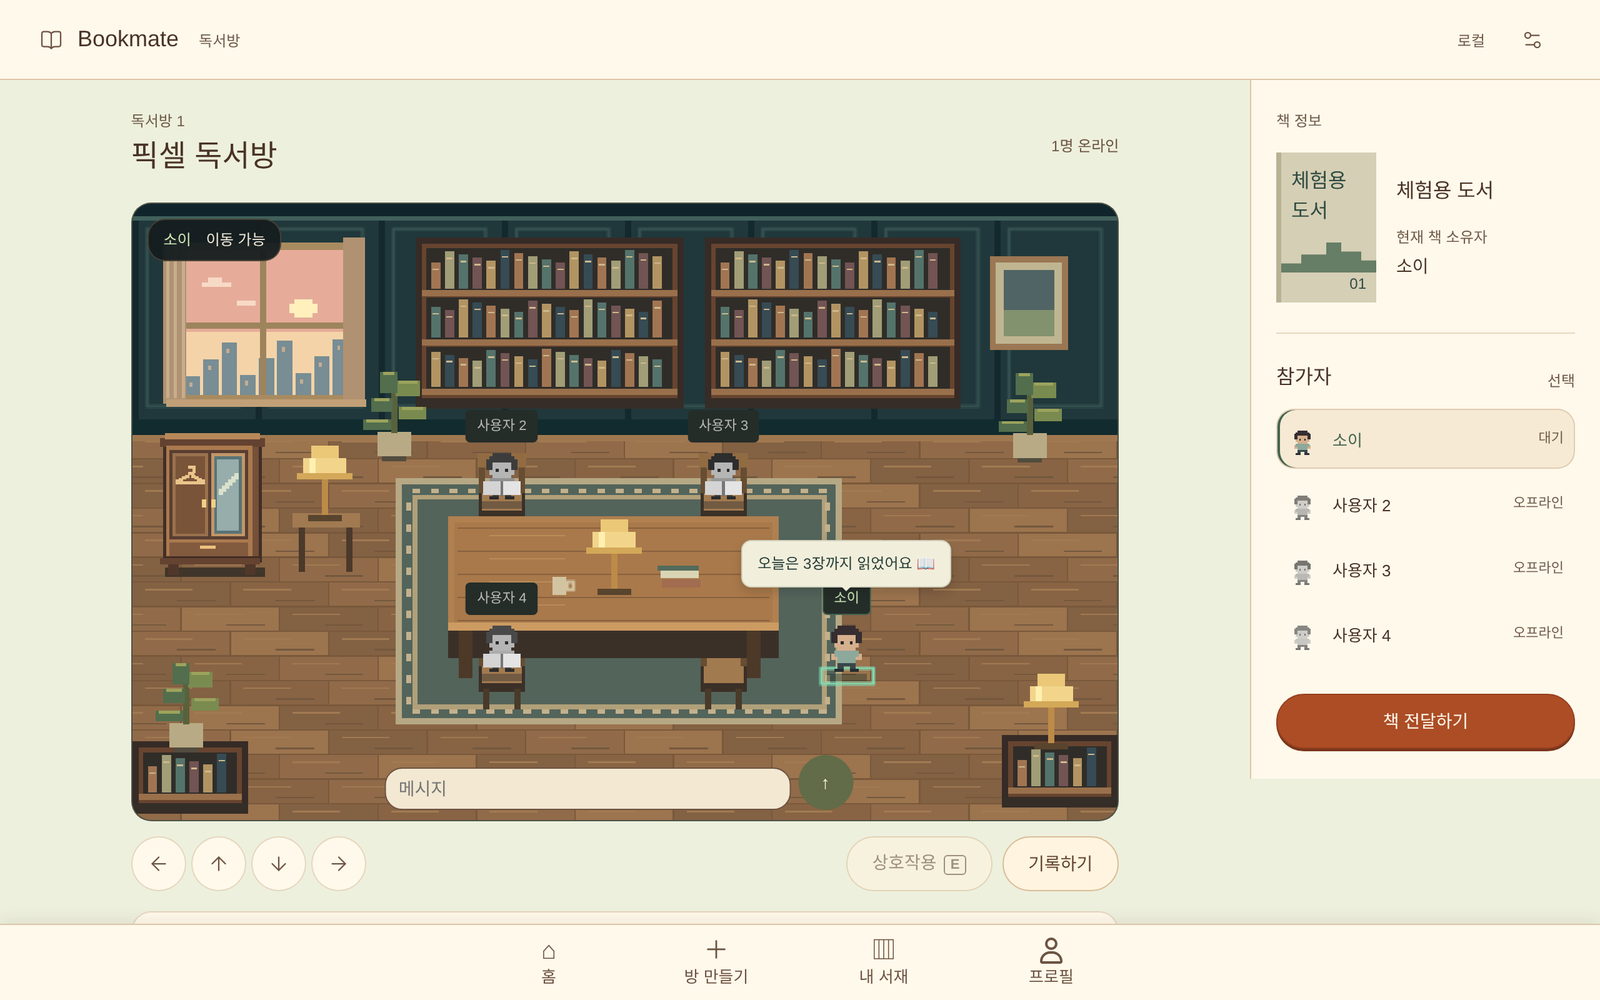 Bookmate 독서방
로컬
독서방 1
픽셀 독서방
1명 온라인
소이 이동 가능
사용자 2
사용자 3
오늘은 3장까지 읽었어요 📖
사용자 4
소이
메시지
↑
← ↑ ↓ →
상호작용 E
기록하기
책 정보
체험용
도서
01
체험용 도서
현재 책 소유자
소이
참가자
선택
소이
대기
사용자 2
오프라인
사용자 3
오프라인
사용자 4
오프라인
책 전달하기
홈
방 만들기
내 서재
프로필